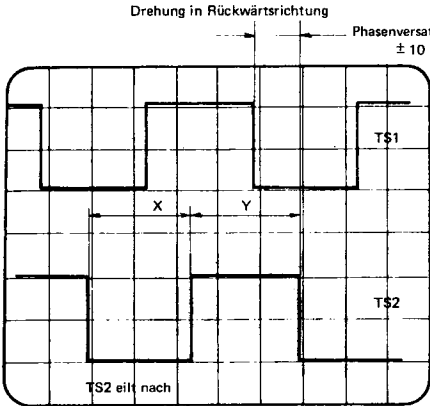 Drehung in Rückwärtsrichtung
Phasenversat
± 10
TS1
X
Y
TS2
TS2 eilt nach